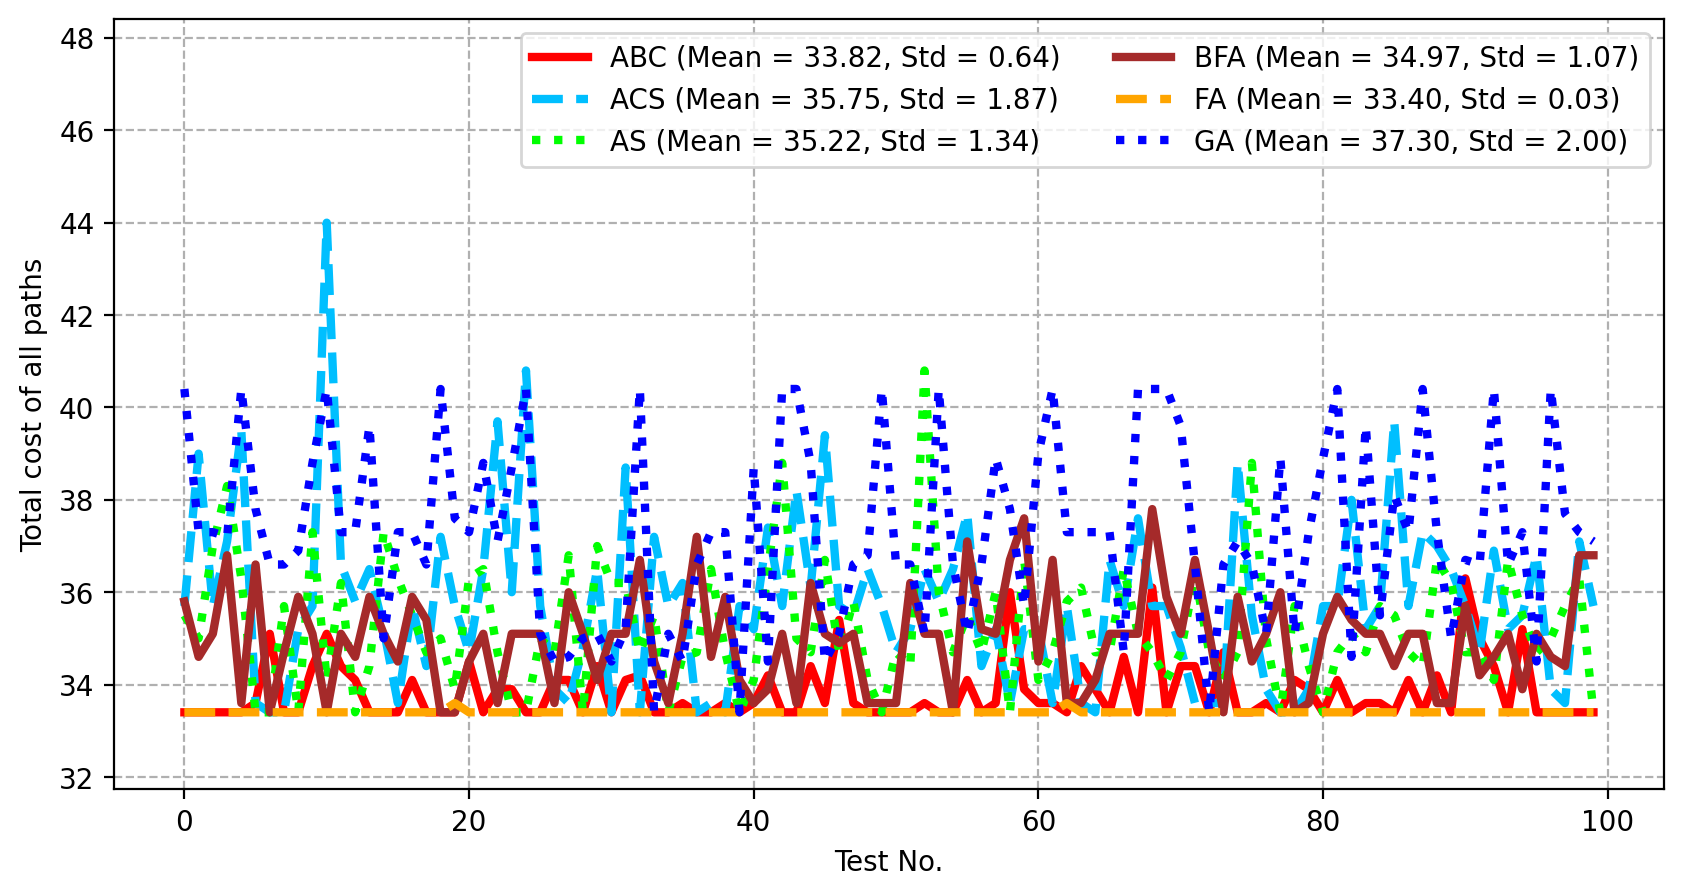 48
46
44
42
40
38
36
34
32
Total cost of all paths
ABC (Mean = 33.82, Std = 0.64)
ACS (Mean = 35.75, Std = 1.87)
AS (Mean = 35.22, Std = 1.34)
BFA (Mean = 34.97, Std = 1.07)
FA (Mean = 33.40, Std = 0.03)
GA (Mean = 37.30, Std = 2.00)
0 20 40 60 80 100
Test No.